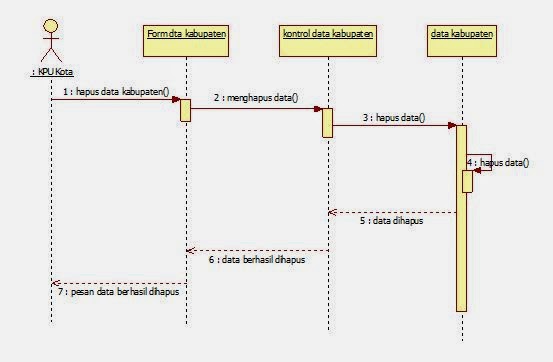 Form dta kabupaten
kontrol data kabupaten
data kabupaten
: KPU Kota
1 : hapus data kabupaten()
2 : menghapus data()
3 : hapus data()
4 : hapus data()
5 : data dihapus
6 : data berhasil dihapus
7 : pesan data berhasil dihapus